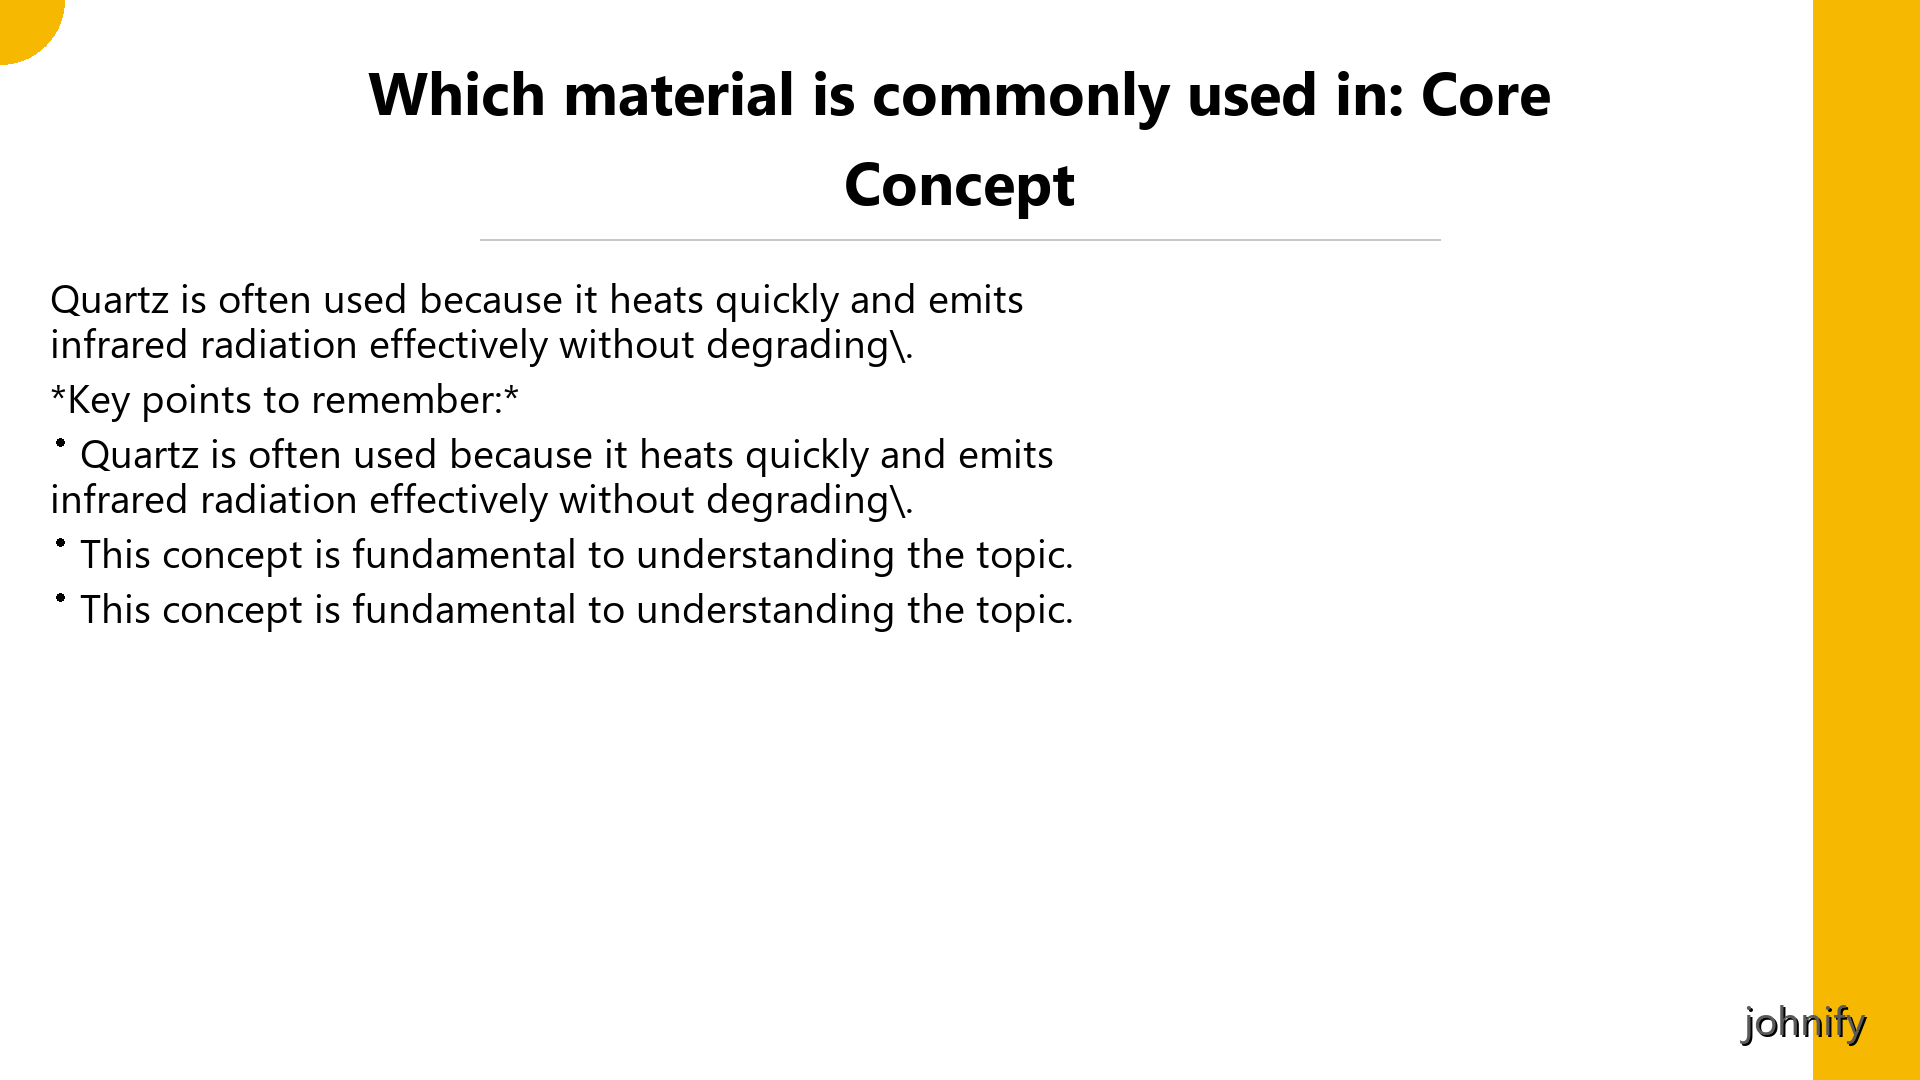 Which material is commonly used in: Core
Concept
Quartz is often used because it heats quickly and emits
infrared radiation effectively without degrading\.
*Key points to remember:*
• Quartz is often used because it heats quickly and emits
infrared radiation effectively without degrading\.
• This concept is fundamental to understanding the topic.
• This concept is fundamental to understanding the topic.
johnify